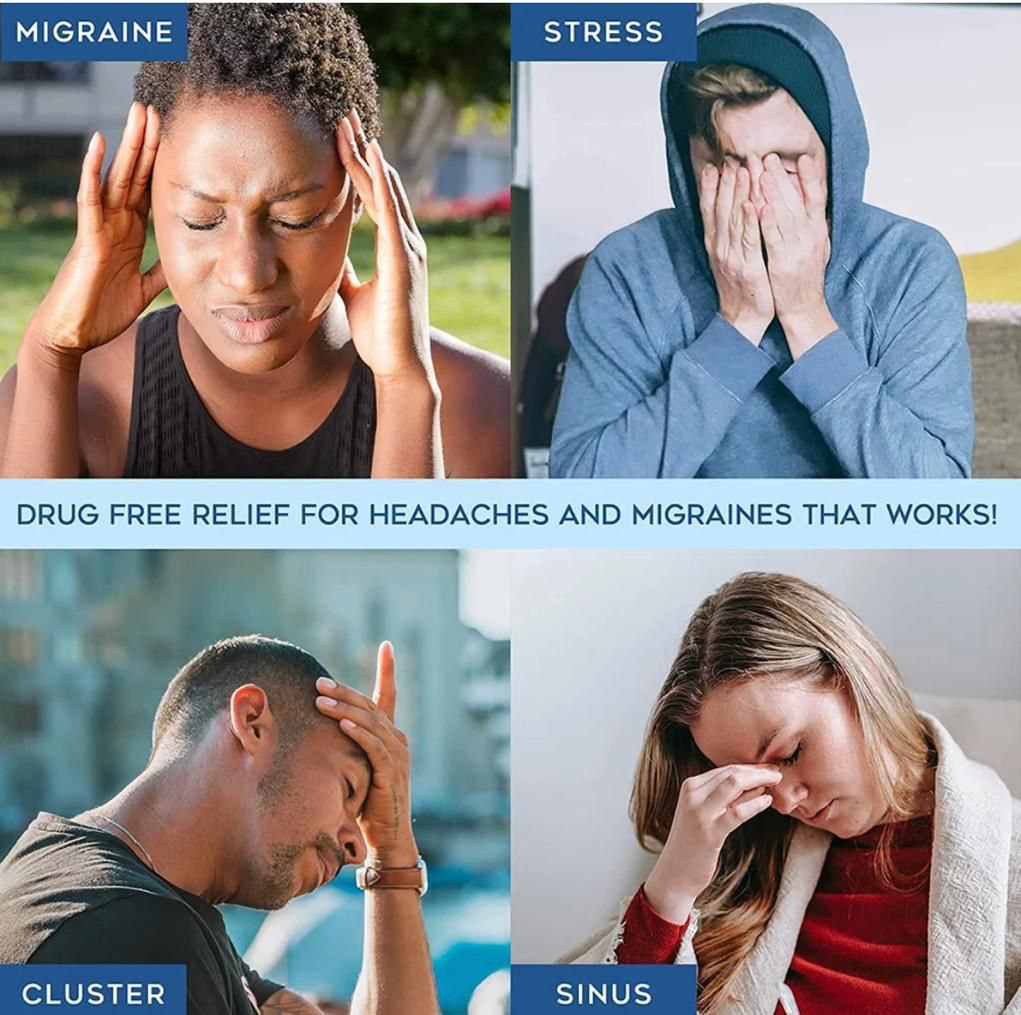 MIGRAINE
STRESS
DRUG FREE RELIEF FOR HEADACHES AND MIGRAINES THAT WORKS!
CLUSTER
SINUS